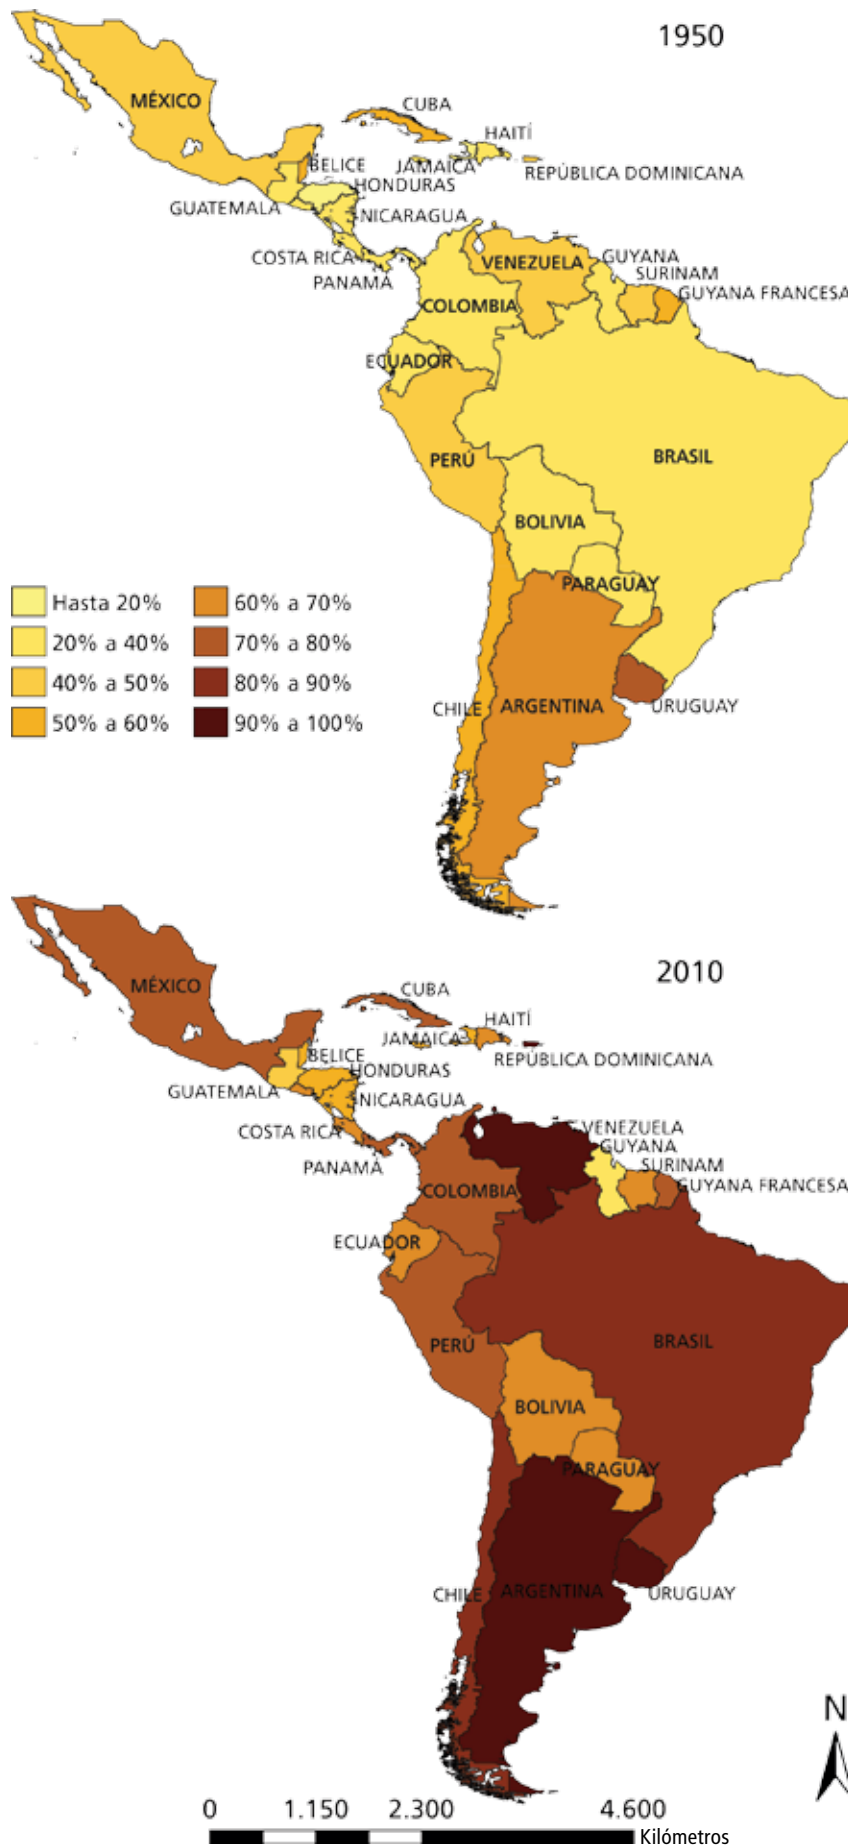 1950
MÉXICO
CUBA
HAITÍ
JAMAICA
REPÚBLICA DOMINICANA
BELICE
HONDURAS
GUATEMALA
NICARAGUA
COSTA RICA
PANAMÁ
VENEZUELA
GUYANA
SURINAM
GUYANA FRANCESA
COLOMBIA
ECUADOR
PERÚ
BRASIL
BOLIVIA
PARAGUAY
CHILE
ARGENTINA
URUGUAY
Hasta 20%
20% a 40%
40% a 50%
50% a 60%
60% a 70%
70% a 80%
80% a 90%
90% a 100%
2010
MÉXICO
CUBA
HAITÍ
JAMAICA
REPÚBLICA DOMINICANA
BELICE
HONDURAS
GUATEMALA
NICARAGUA
COSTA RICA
PANAMÁ
VENEZUELA
GUYANA
SURINAM
GUYANA FRANCESA
COLOMBIA
ECUADOR
PERÚ
BRASIL
BOLIVIA
PARAGUAY
CHILE
ARGENTINA
URUGUAY
N
0 1.150 2.300 4.600
Kilómetros